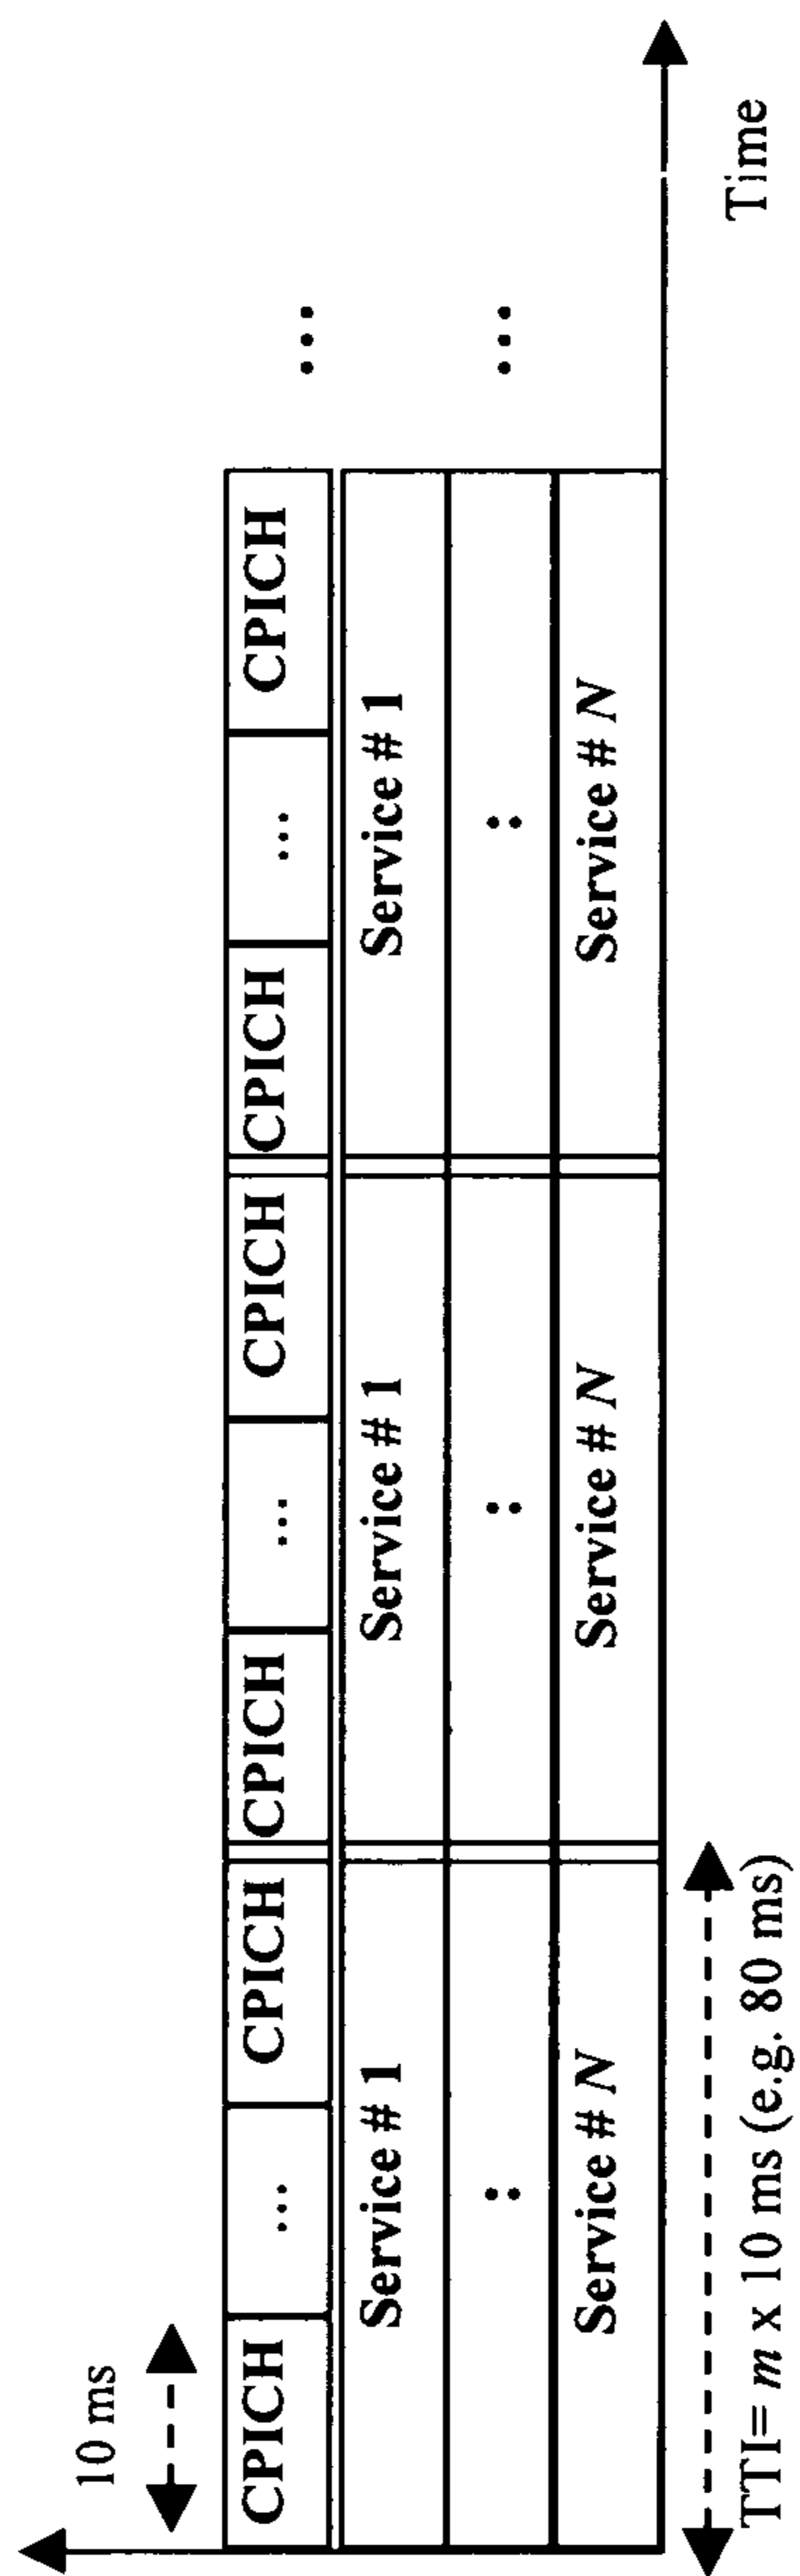 10 ms
CPICH ... CPICH CPICH ... CPICH CPICH ... CPICH ...
Service # 1 Service # 1 Service # 1
: : : ...
Service # N Service # N Service # N
TTI= m x 10 ms (e.g. 80 ms)
Time